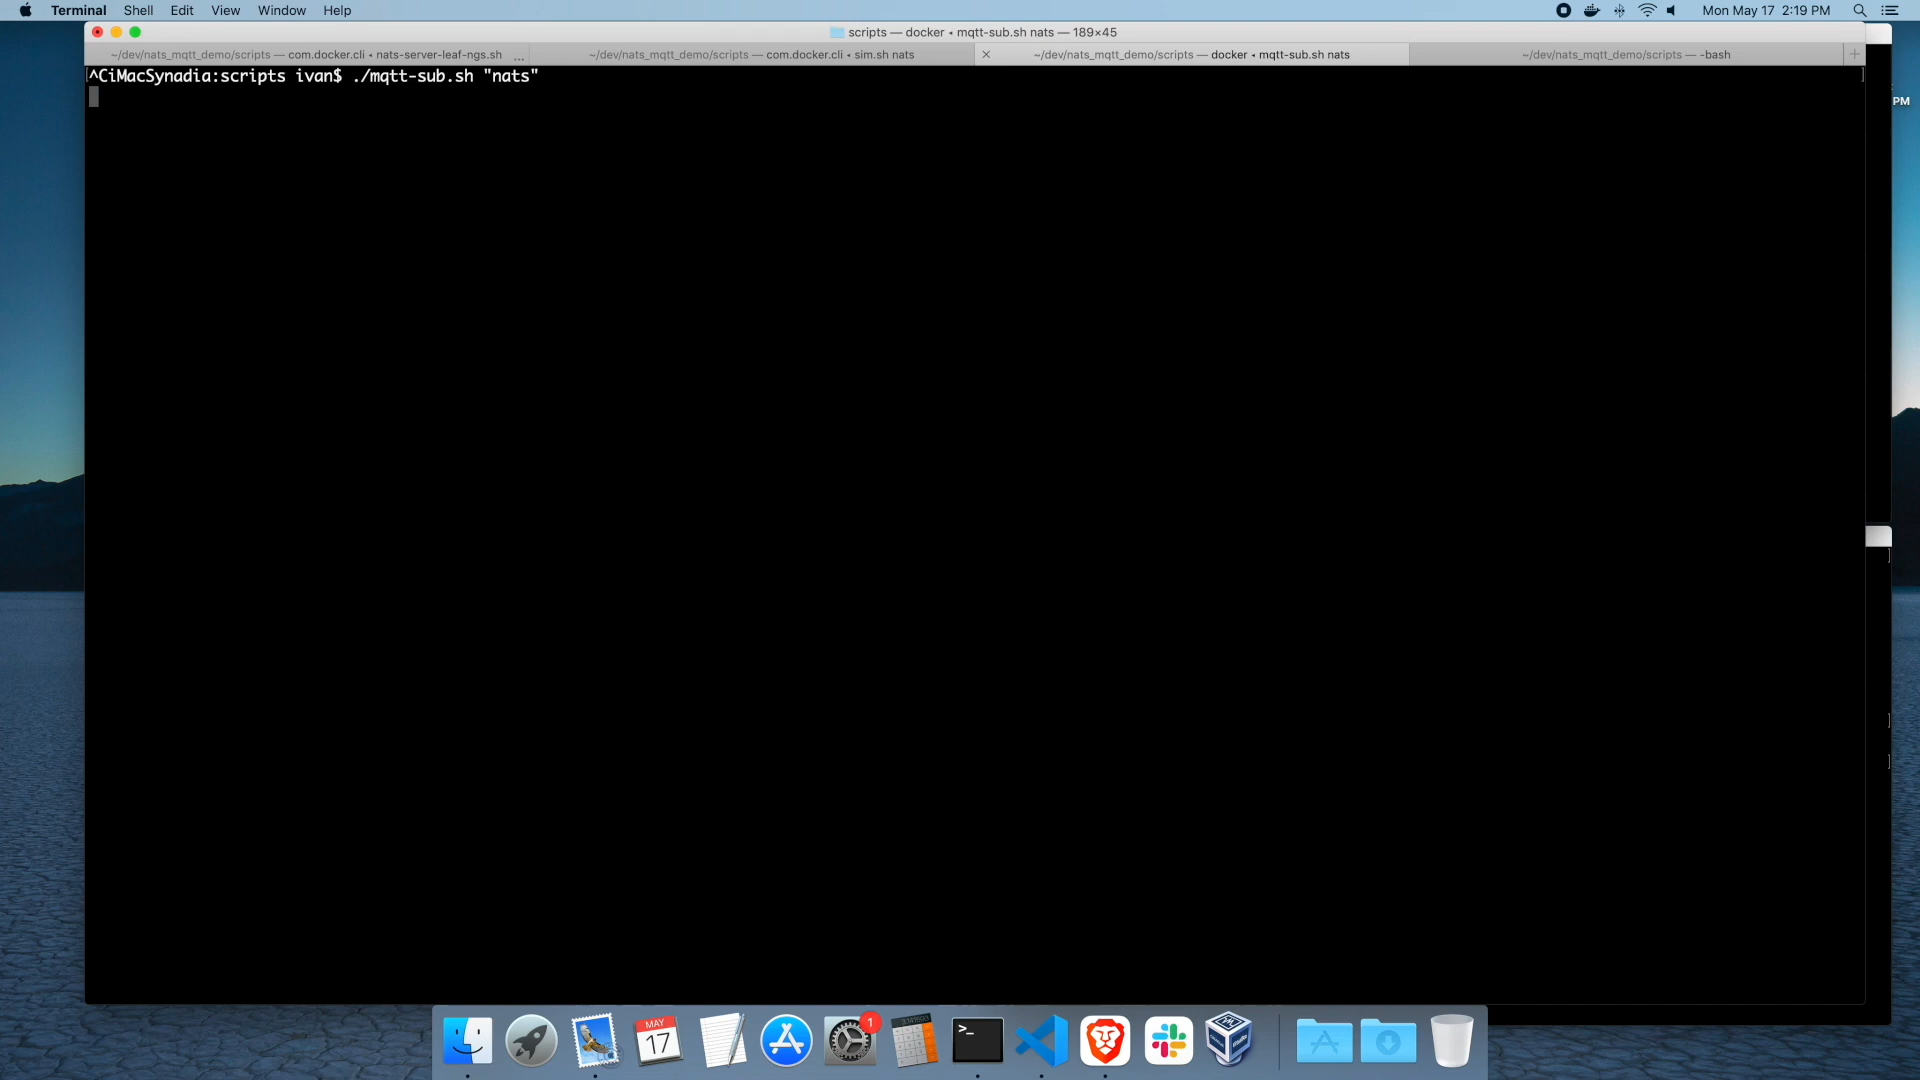 Terminal Shell Edit View Window Help Mon May 17 2:19 PM
scripts — docker ◂ mqtt-sub.sh nats — 189×45
~/dev/nats_mqtt_demo/scripts — com.docker.cli ◂ nats-server-leaf-ngs.sh ... ~/dev/nats_mqtt_demo/scripts — com.docker.cli ◂ sim.sh nats ~/dev/nats_mqtt_demo/scripts — docker ◂ mqtt-sub.sh nats ~/dev/nats_mqtt_demo/scripts — -bash
[^CiMacSynadia:scripts ivan$ ./mqtt-sub.sh "nats" ]
PM
MAY
17
1
>_